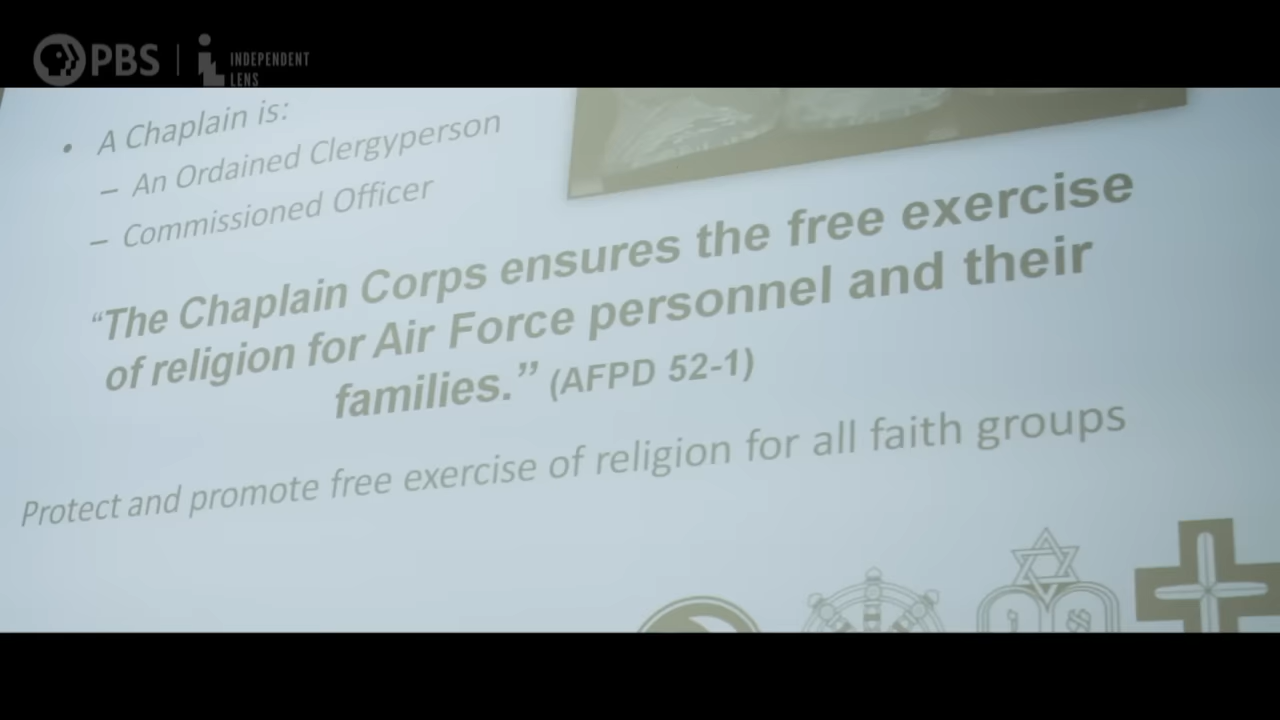 PBS
INDEPENDENT
LENS
• A Chaplain is:
– An Ordained Clergyperson
– Commissioned Officer
“The Chaplain Corps ensures the free exercise
of religion for Air Force personnel and their
families.” (AFPD 52-1)
Protect and promote free exercise of religion for all faith groups